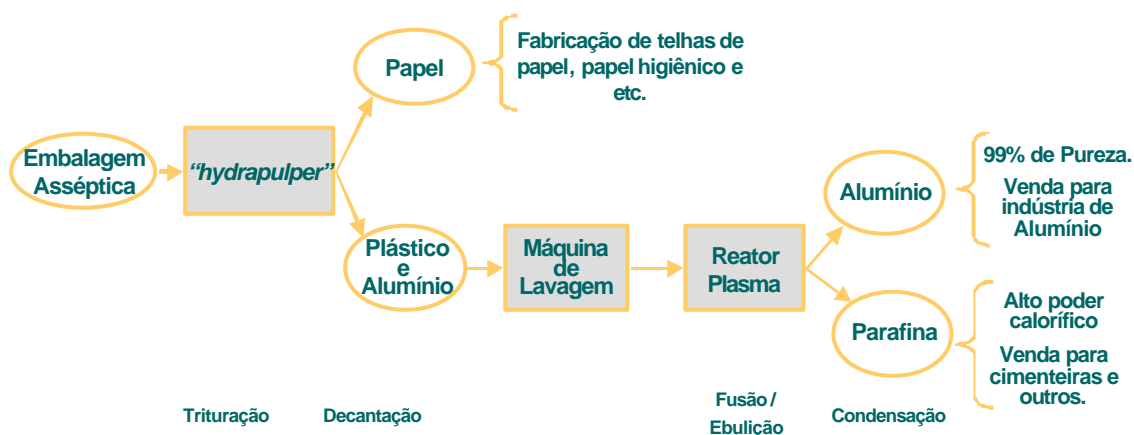 Papel
Fabricação de telhas de
papel, papel higiênico e
etc.
Embalagem
Asséptica
“hydrapulper”
Plástico
e
Alumínio
Máquina
de
Lavagem
Reator
Plasma
Alumínio
99% de Pureza.
Venda para
indústria de
Alumínio
Parafina
Alto poder
calorífico
Venda para
cimenteiras e
outros.
Trituração
Decantação
Fusão /
Ebulição
Condensação